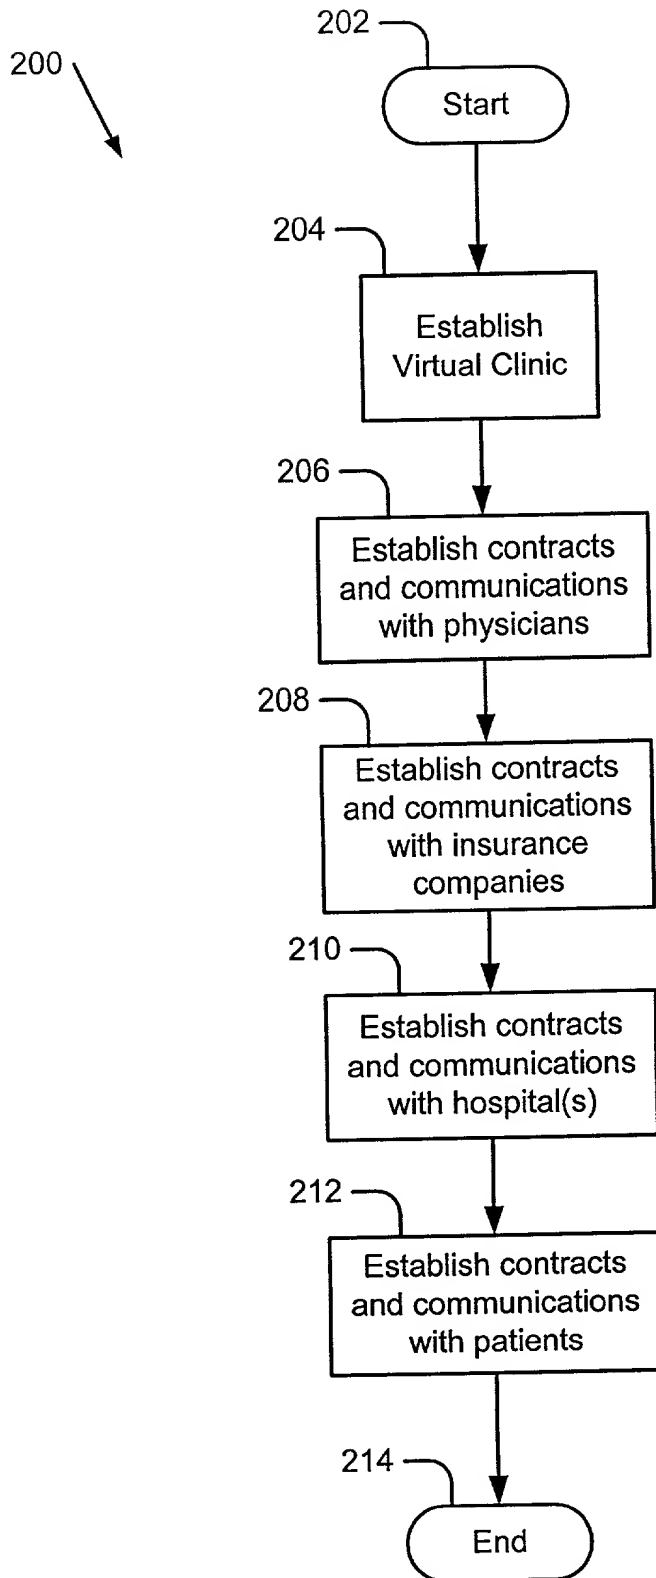 202
200
Start
204
Establish
Virtual Clinic
206
Establish contracts
and communications
with physicians
208
Establish contracts
and communications
with insurance
companies
210
Establish contracts
and communications
with hospital(s)
212
Establish contracts
and communications
with patients
214
End